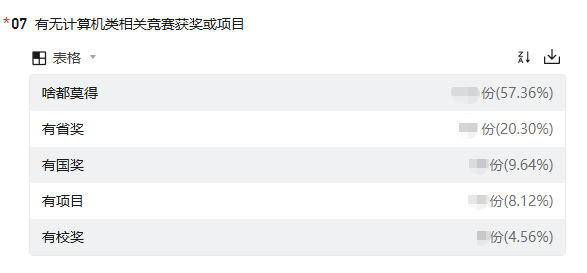 *07 有无计算机类相关竞赛获奖或项目
表格
啥都莫得 份(57.36%)
有省奖 份(20.30%)
有国奖 份(9.64%)
有项目 份(8.12%)
有校奖 份(4.56%)